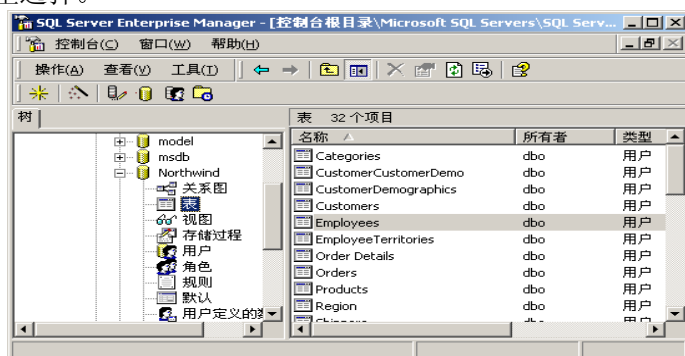 SQL Server Enterprise Manager - [控制台根目录\Microsoft SQL Servers\SQL Serv...
控制台(C) 窗口(W) 帮助(H)
操作(A) 查看(V) 工具(T)
树
表 32 个项目
model
msdb
Northwind
关系图
表
视图
存储过程
用户
角色
规则
默认
用户定义的
名称 所有者 类型
Categories dbo 用户
CustomerCustomerDemo dbo 用户
CustomerDemographics dbo 用户
Customers dbo 用户
Employees dbo 用户
EmployeeTerritories dbo 用户
Order Details dbo 用户
Orders dbo 用户
Products dbo 用户
Region dbo 用户